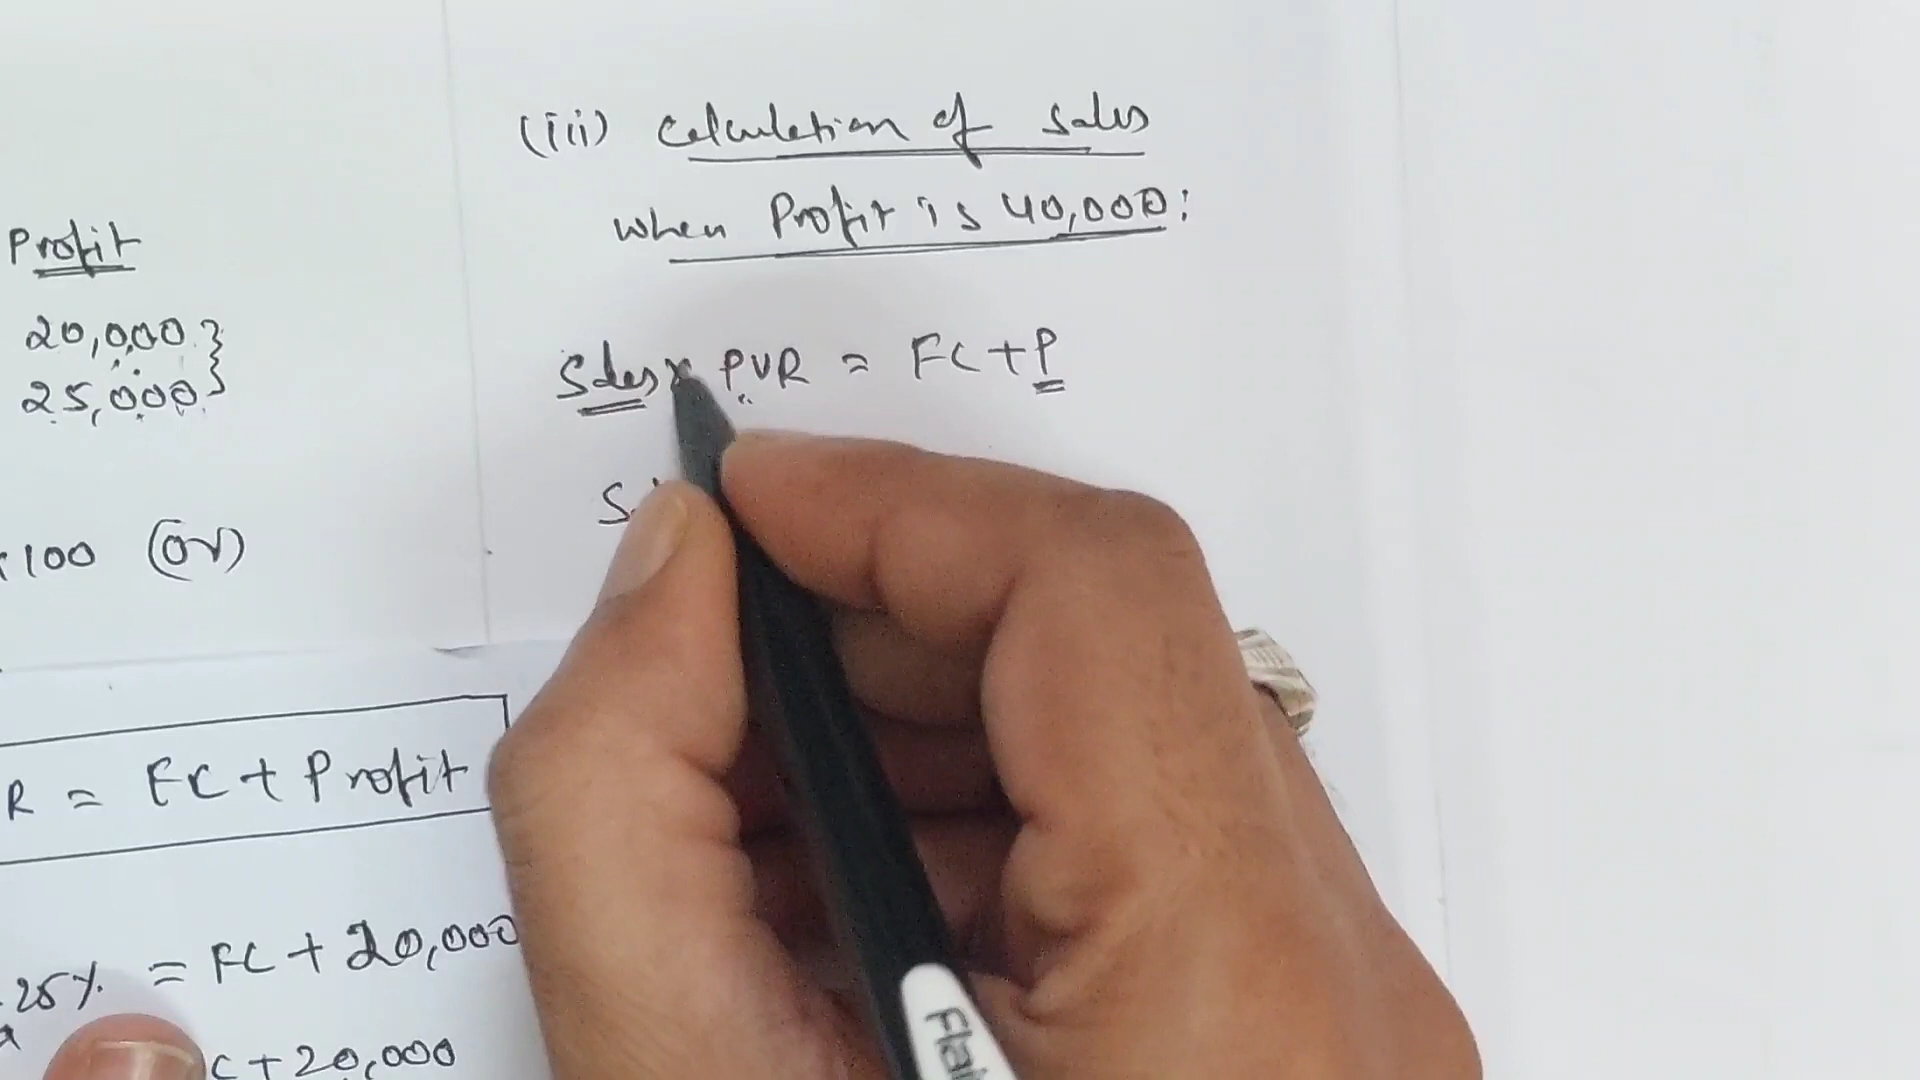 Profit
20,000
25,000
100 (or)
R = FC + Profit
25% = FC + 20,000
C + 20,000
(iii) Calculation of Sales
when Profit is 40,000:
Sales x PVR = FC + P
S
Flai